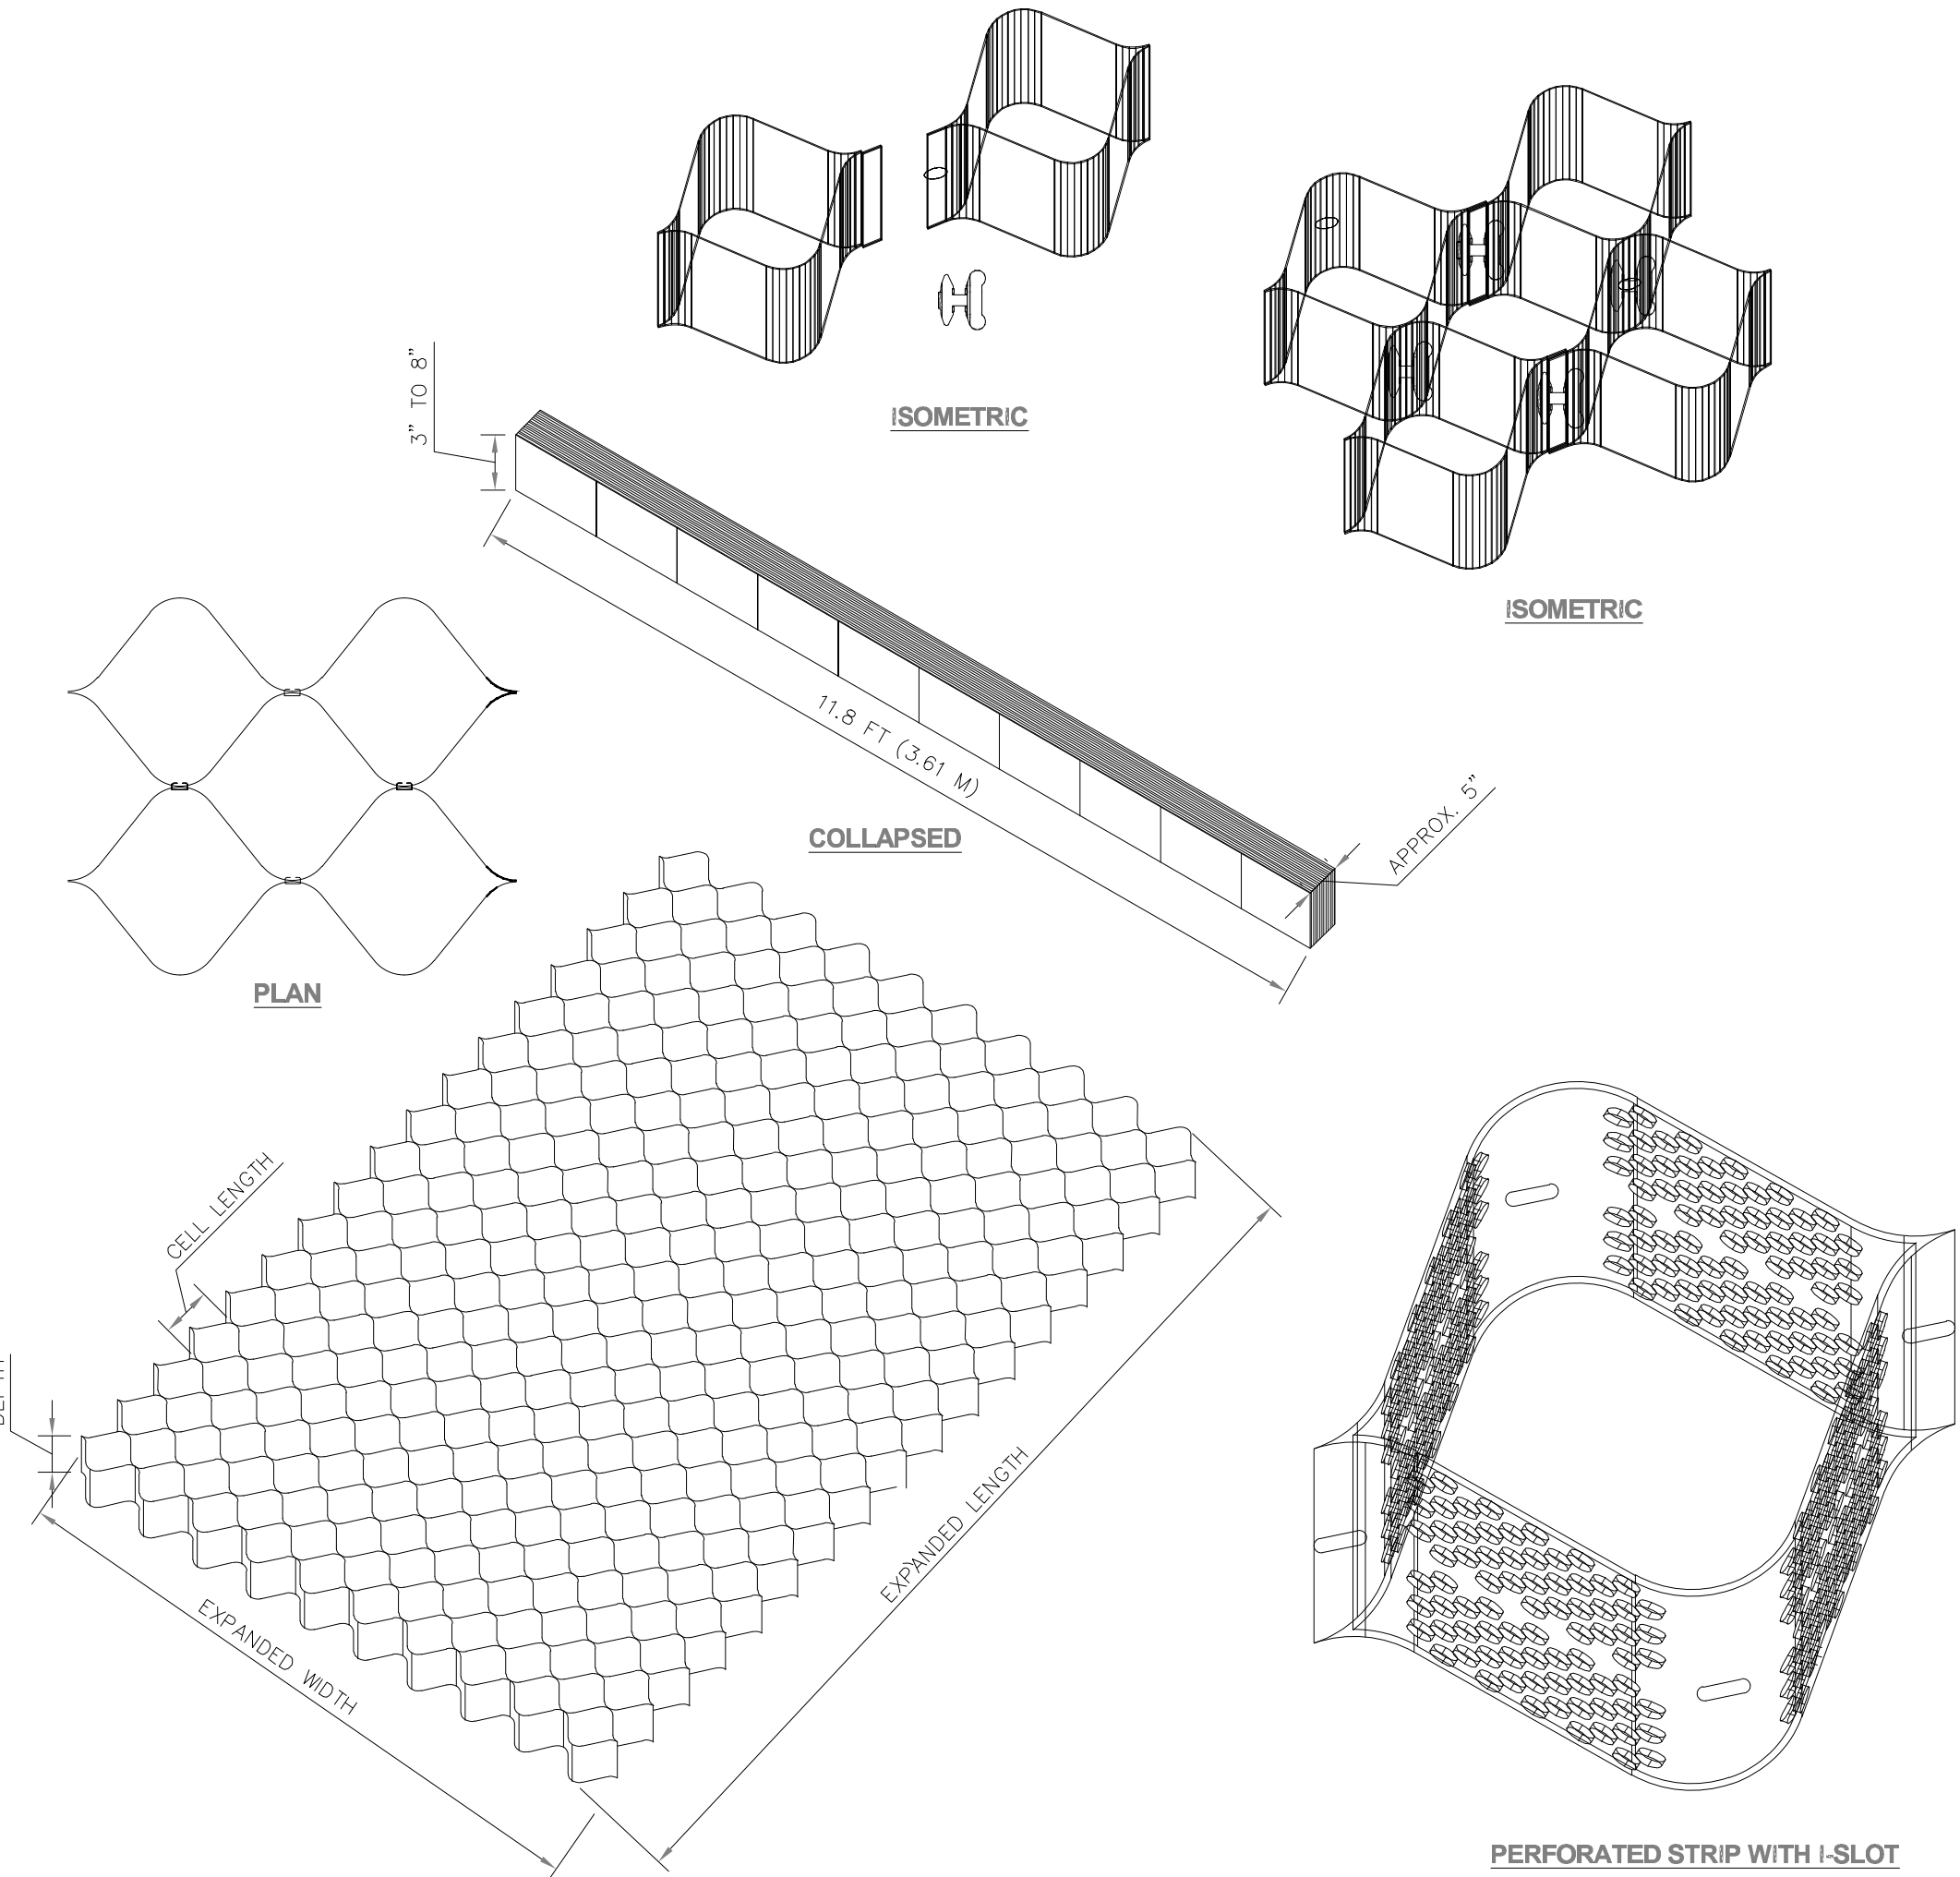 3” TO 8”
ISOMETRIC
ISOMETRIC
11.8 FT (3.61 M)
APPROX. 5”
COLLAPSED
PLAN
CELL LENGTH
EXPANDED LENGTH
EXPANDED WIDTH
PERFORATED STRIP WITH I-SLOT